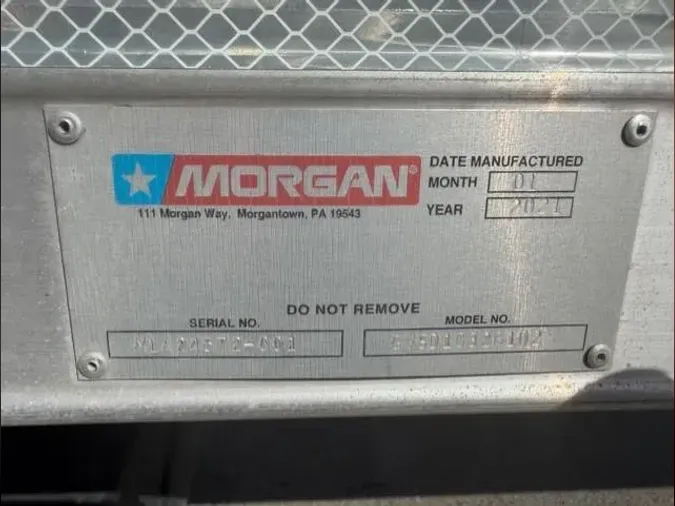 MORGAN®
111 Morgan Way, Morgantown, PA 19543
DATE MANUFACTURED
MONTH 01
YEAR 2021
DO NOT REMOVE
SERIAL NO.
MODEL NO.